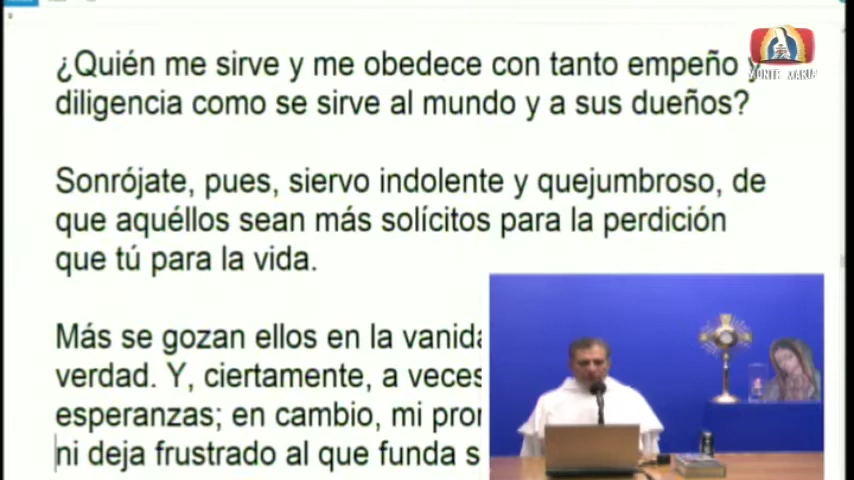 MONTE MARIA
¿Quién me sirve y me obedece con tanto empeño y
diligencia como se sirve al mundo y a sus dueños?
Sonrójate, pues, siervo indolente y quejumbroso, de
que aquéllos sean más solícitos para la perdición
que tú para la vida.
Más se gozan ellos en la
verdad. Y, ciertamente, a veces
esperanzas; en cambio, mi
ni deja frustrado al que funda